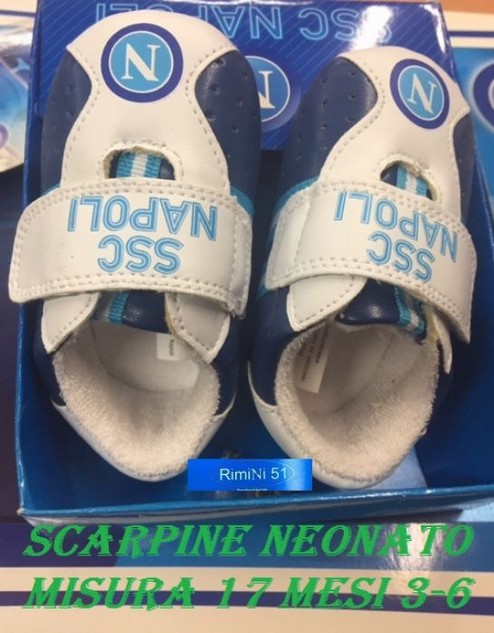 SSC NAPOLI
N
N
N
SSC
NAPOLI
SSC
NAPOLI
RimiNi 51
SCARPINE NEONATO
MISURA 17 MESI 3-6